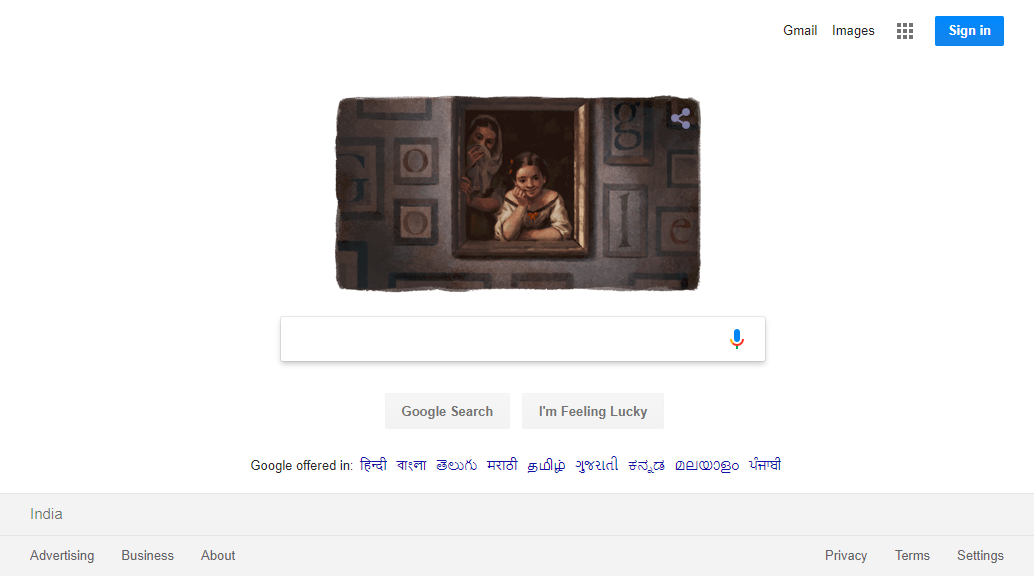 Gmail Images Sign in
G o o g l e
Google Search I'm Feeling Lucky
Google offered in: हिन्दी বাংলা తెలుగు मराठी தமிழ் ગુજરાતી ಕನ್ನಡ മലയാളം ਪੰਜਾਬੀ
India
Advertising Business About Privacy Terms Settings